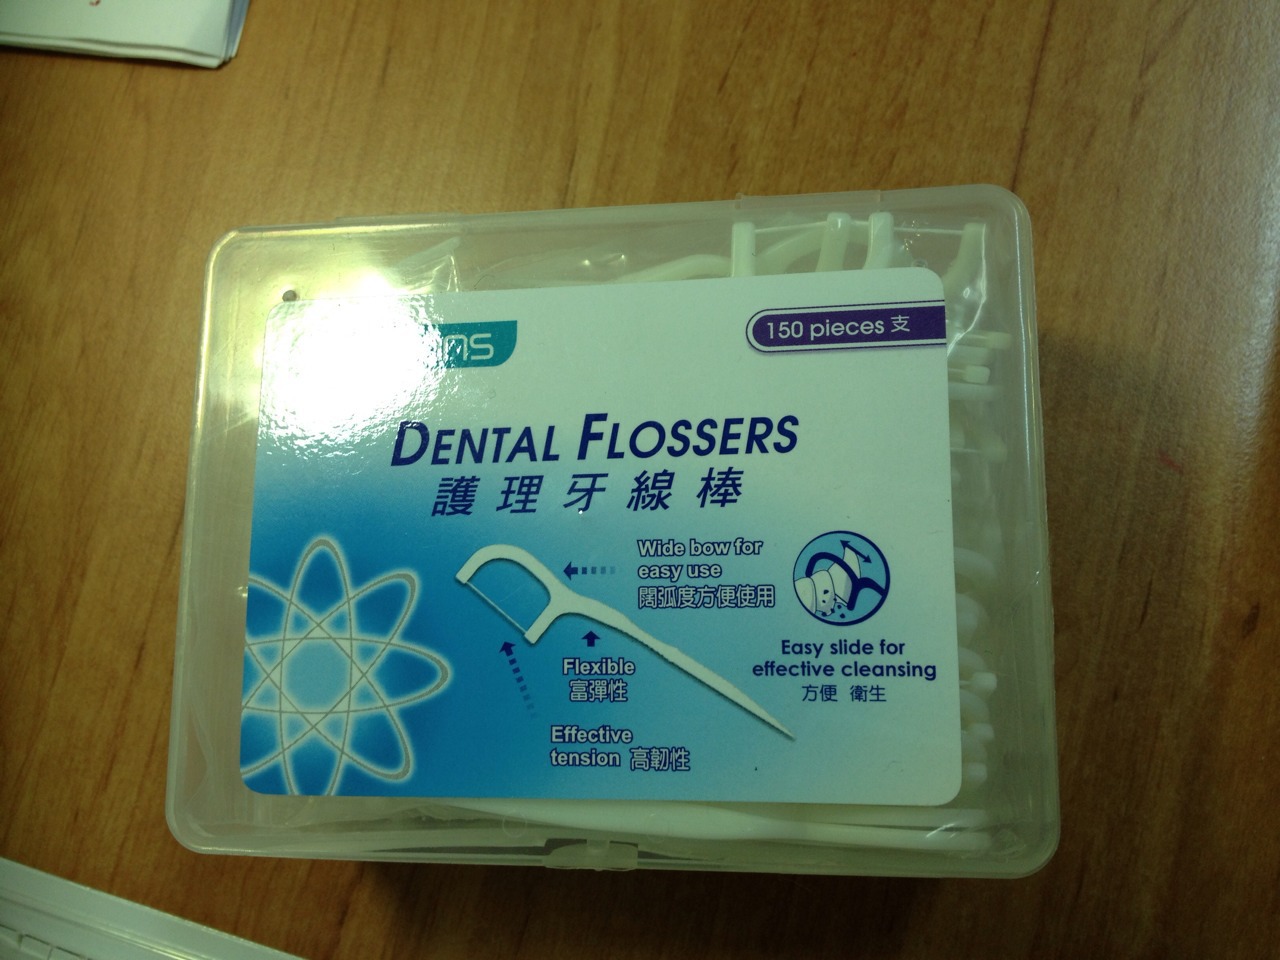 150 pieces 支
DENTAL FLOSSERS
護理牙線棒
Wide bow for
easy use
闊弧度方便使用
Flexible
富彈性
Effective
tension 高韌性
Easy slide for
effective cleansing
方便 衛生